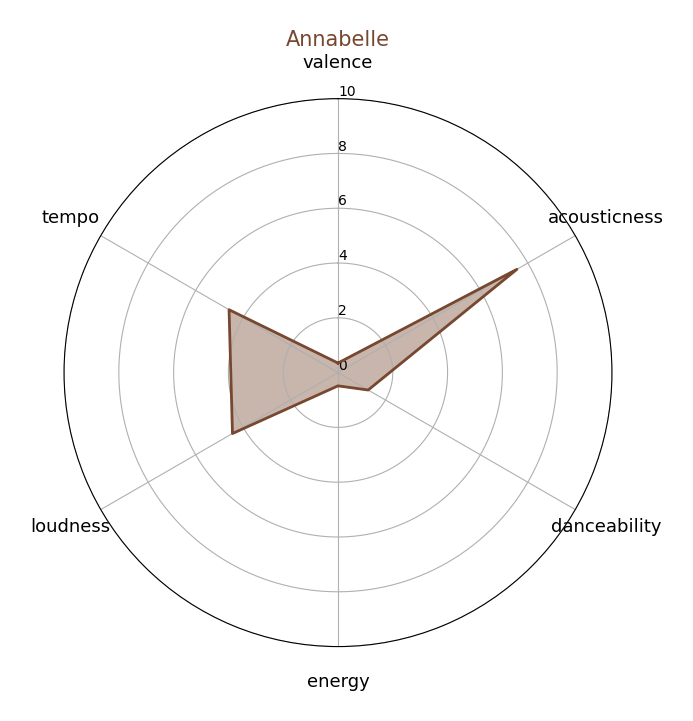 Annabelle
valence
10
8
tempo
acousticness
6
4
2
0
loudness
danceability
energy